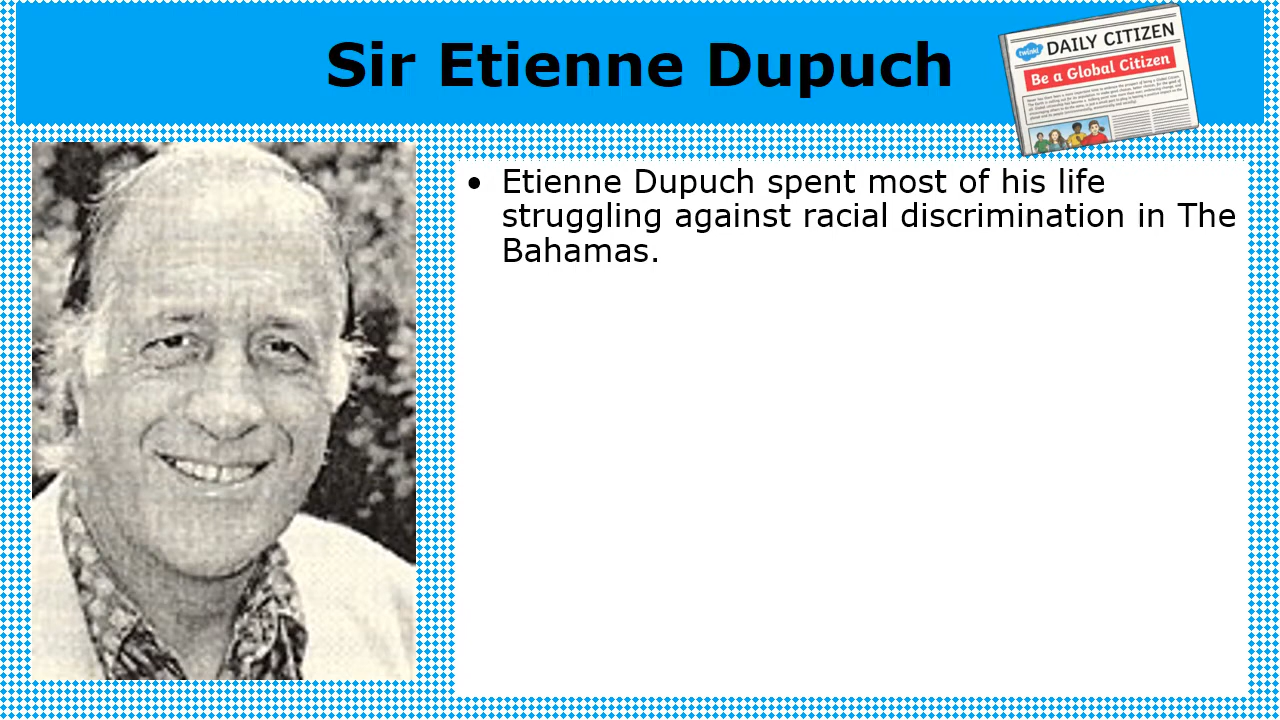 Sir Etienne Dupuch
twinkl DAILY CITIZEN
Be a Global Citizen
• Etienne Dupuch spent most of his life
struggling against racial discrimination in The
Bahamas.